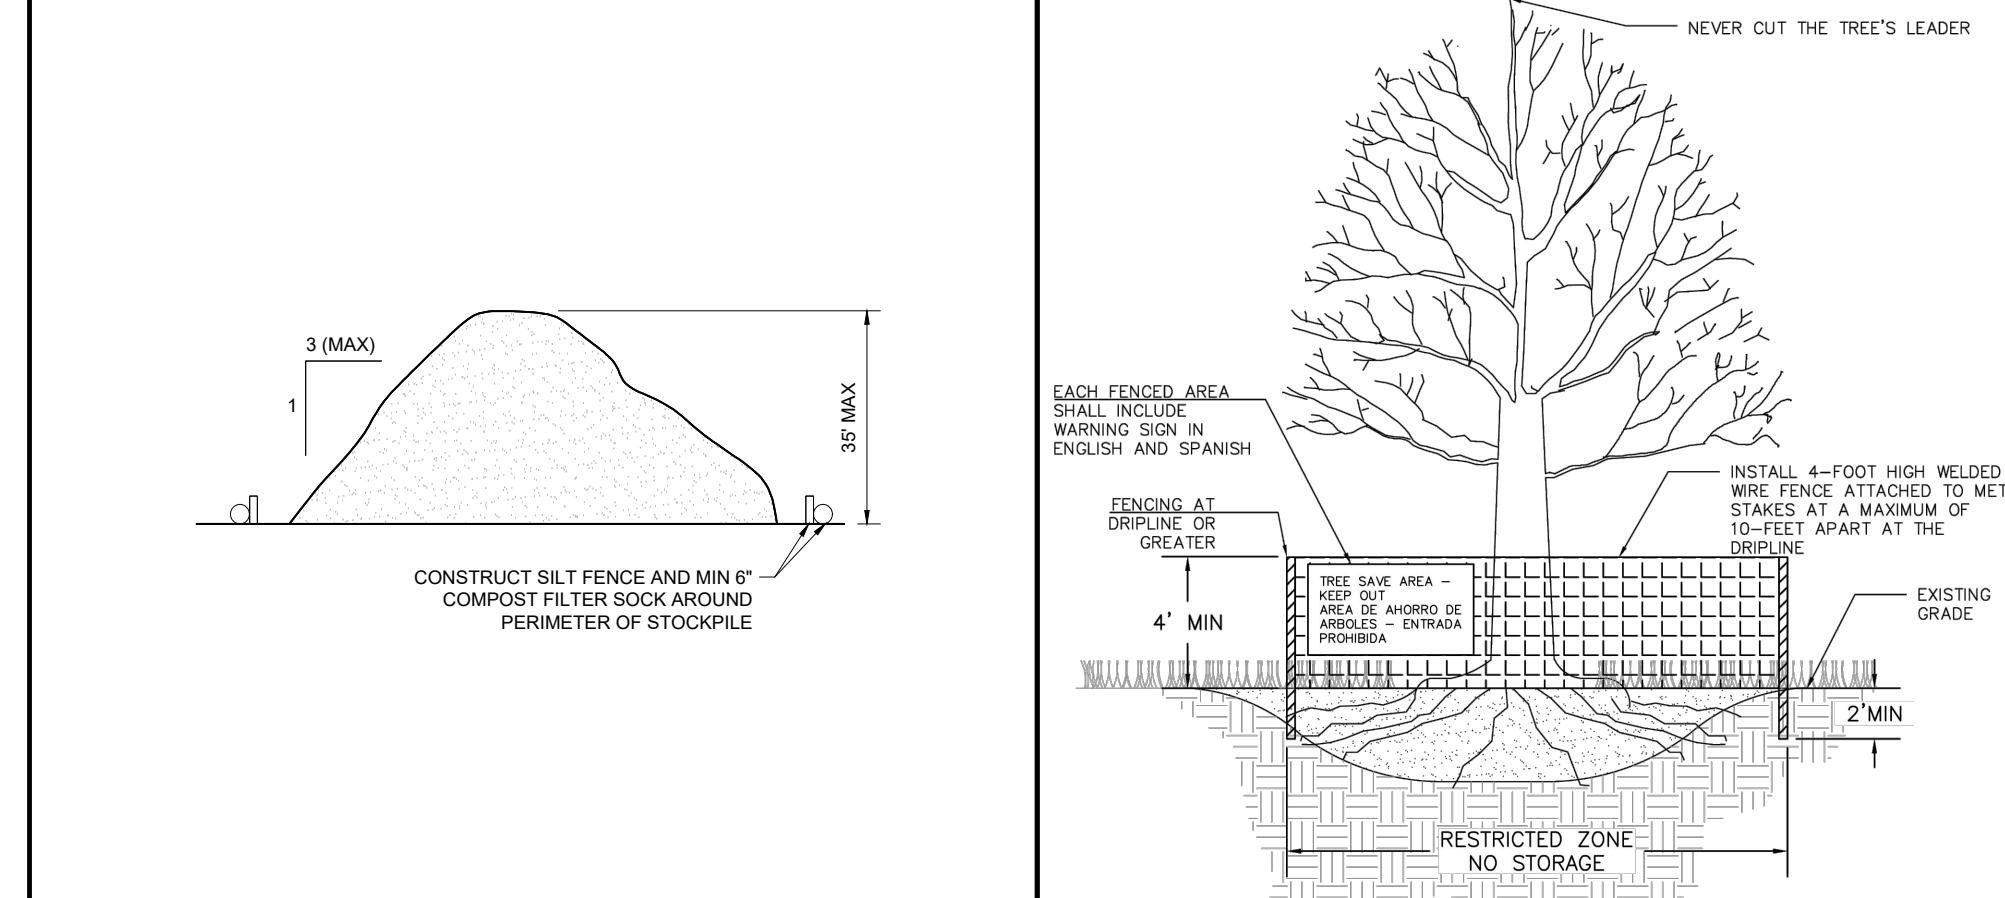 3 (MAX)
1
35' MAX
CONSTRUCT SILT FENCE AND MIN 6"
COMPOST FILTER SOCK AROUND
PERIMETER OF STOCKPILE
NEVER CUT THE TREE'S LEADER
EACH FENCED AREA
SHALL INCLUDE
WARNING SIGN IN
ENGLISH AND SPANISH
FENCING AT
DRIPLINE OR
GREATER
INSTALL 4-FOOT HIGH WELDED
WIRE FENCE ATTACHED TO MET
STAKES AT A MAXIMUM OF
10-FEET APART AT THE
DRIPLINE
TREE SAVE AREA -
KEEP OUT
AREA DE AHORRO DE
ARBOLES - ENTRADA
PROHIBIDA
4' MIN
EXISTING
GRADE
2'MIN
RESTRICTED ZONE
NO STORAGE